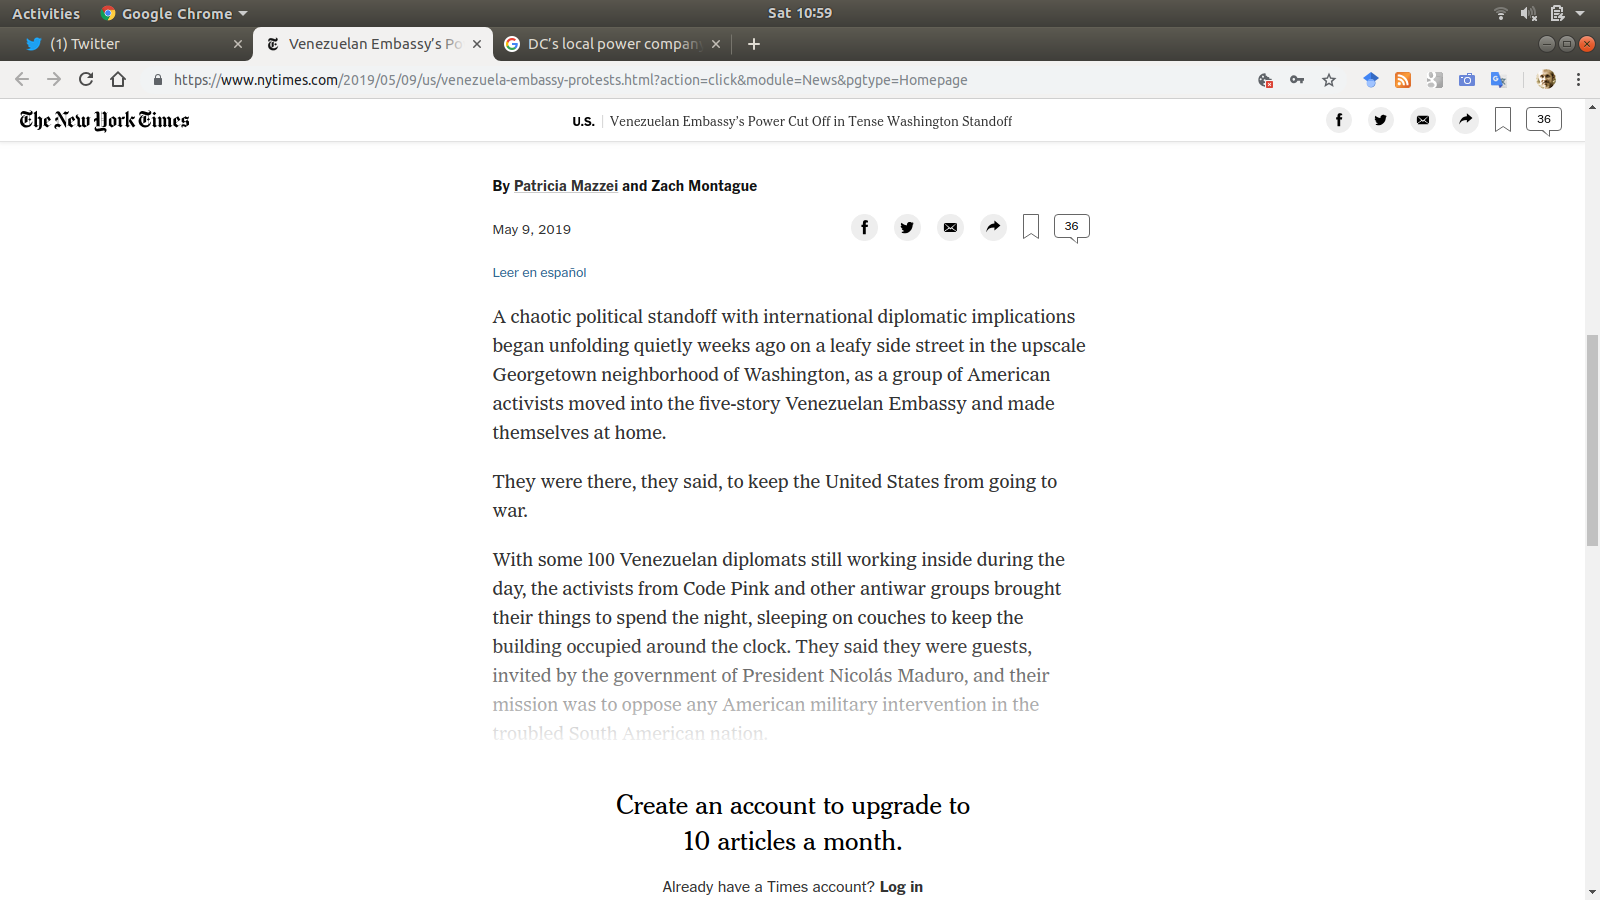 Activities Google Chrome Sat 10:59
(1) Twitter Venezuelan Embassy's Po DC's local power company
https://www.nytimes.com/2019/05/09/us/venezuela-embassy-protests.html?action=click&module=News&pgtype=Homepage
The New York Times U.S. Venezuelan Embassy's Power Cut Off in Tense Washington Standoff 36
By Patricia Mazzei and Zach Montague
May 9, 2019 36
Leer en español
A chaotic political standoff with international diplomatic implications
began unfolding quietly weeks ago on a leafy side street in the upscale
Georgetown neighborhood of Washington, as a group of American
activists moved into the five-story Venezuelan Embassy and made
themselves at home.
They were there, they said, to keep the United States from going to
war.
With some 100 Venezuelan diplomats still working inside during the
day, the activists from Code Pink and other antiwar groups brought
their things to spend the night, sleeping on couches to keep the
building occupied around the clock. They said they were guests,
invited by the government of President Nicolás Maduro, and their
mission was to oppose any American military intervention in the
troubled South American nation.
Create an account to upgrade to
10 articles a month.
Already have a Times account? Log in